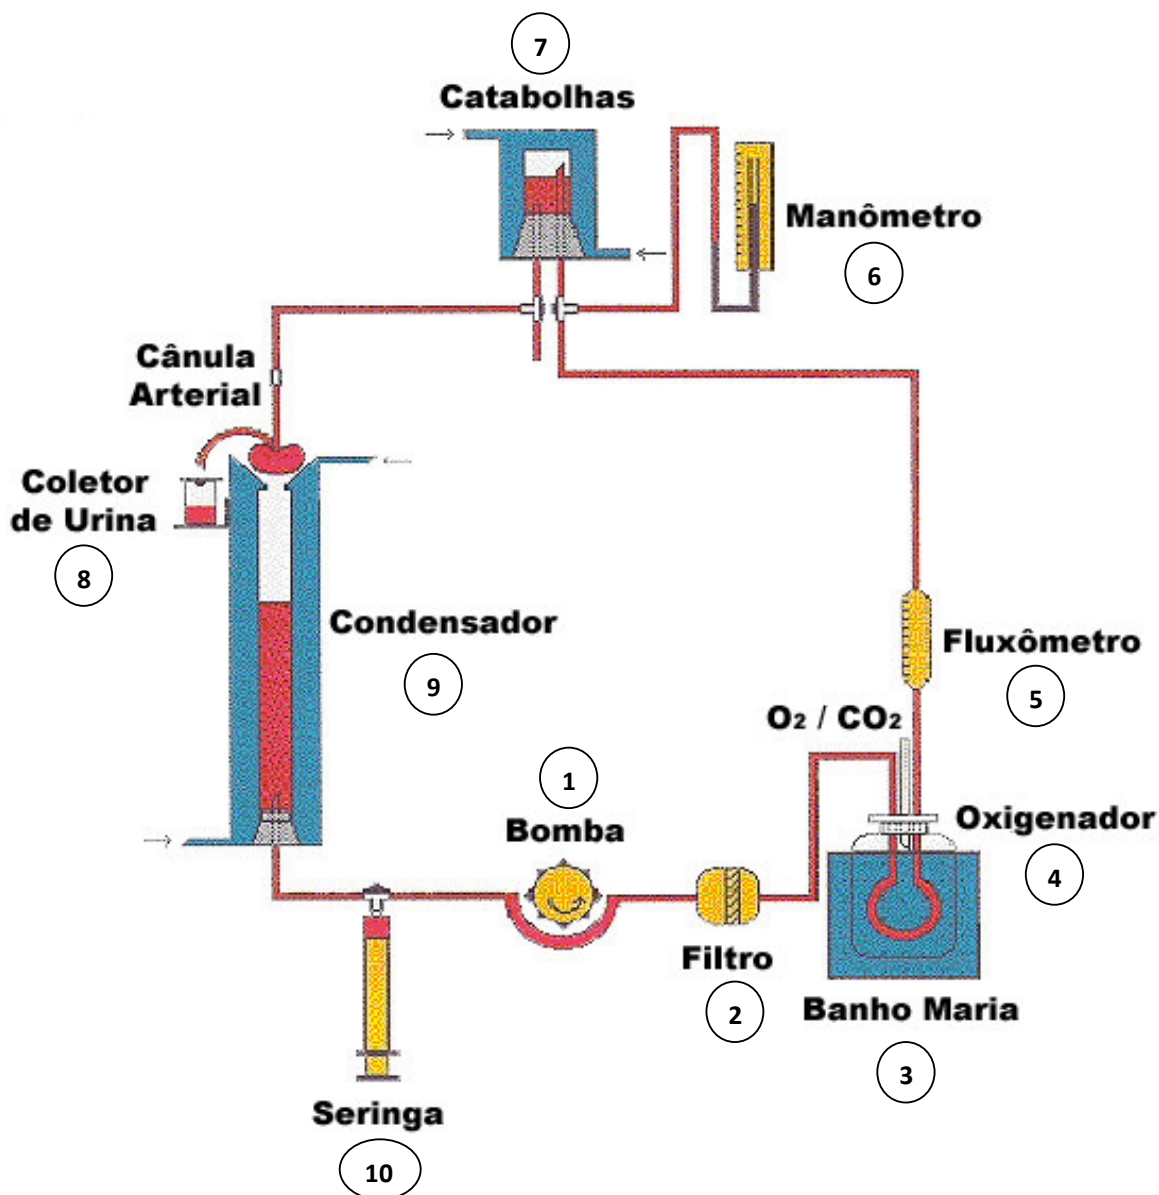 7
Catabolhas
Manômetro
6
Cânula
Arterial
Coletor
de Urina
8
Condensador
9
Fluxômetro
5
O₂ / CO₂
1
Bomba
Oxigenador
4
Filtro
2
Banho Maria
3
Seringa
10